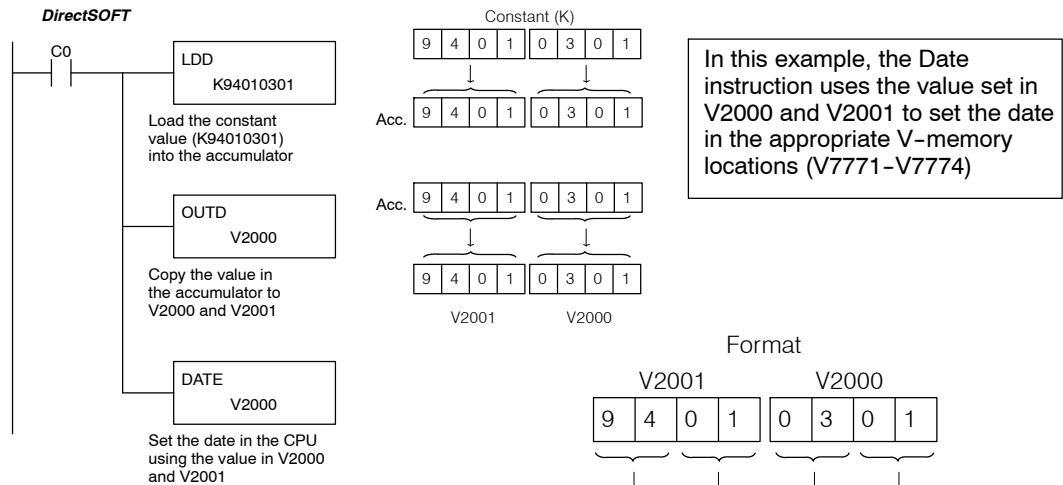 DirectSOFT
C0
LDD
K94010301
Load the constant
value (K94010301)
into the accumulator
OUTD
V2000
Copy the value in
the accumulator to
V2000 and V2001
DATE
V2000
Set the date in the CPU
using the value in V2000
and V2001
Constant (K)
9 4 0 1 0 3 0 1
Acc. 9 4 0 1 0 3 0 1
Acc. 9 4 0 1 0 3 0 1
9 4 0 1 0 3 0 1
V2001 V2000
In this example, the Date
instruction uses the value set in
V2000 and V2001 to set the date
in the appropriate V-memory
locations (V7771-V7774)
Format
V2001 V2000
9 4 0 1 0 3 0 1